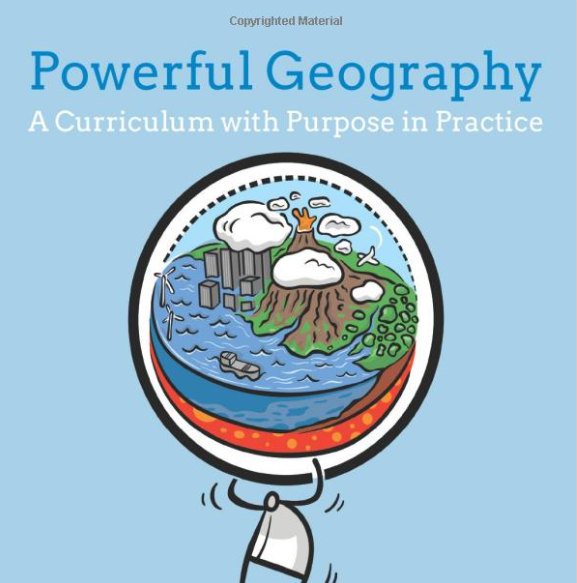 Copyrighted Material
Powerful Geography
A Curriculum with Purpose in Practice